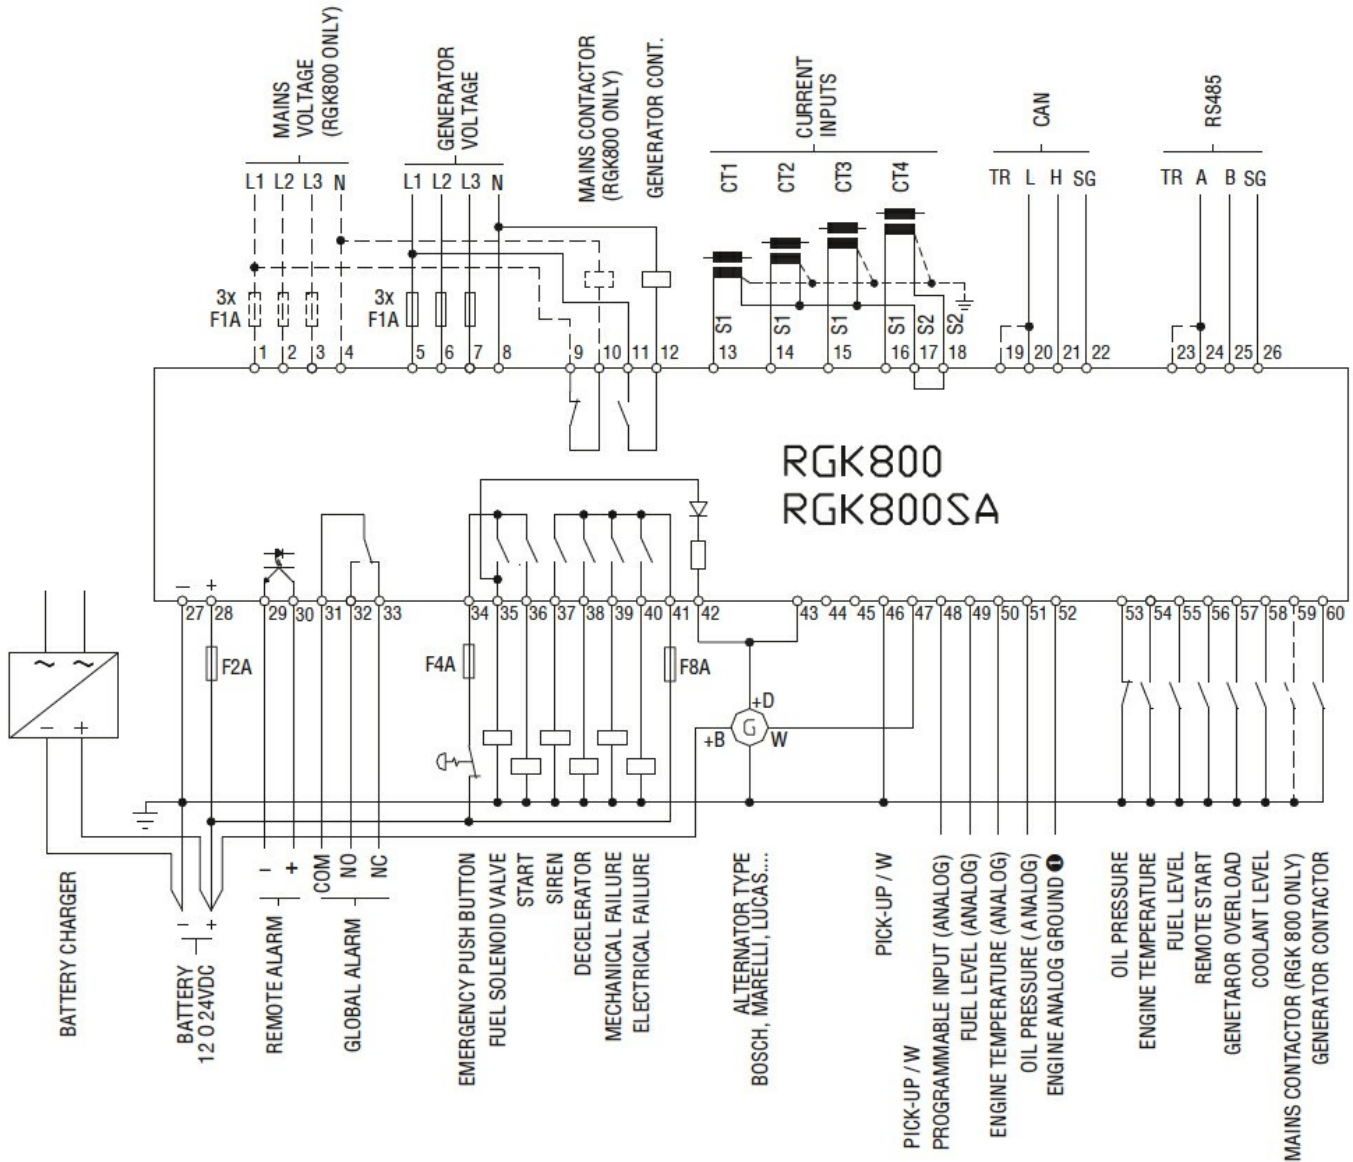 MAINS
VOLTAGE
(RGK800 ONLY)
GENERATOR
VOLTAGE
MAINS CONTACTOR
(RGK800 ONLY)
GENERATOR CONT.
CURRENT
INPUTS
CAN
RS485
L1 L2 L3 N
L1 L2 L3 N
CT1 CT2 CT3 CT4
TR L H SG
TR A B SG
3x
F1A
3x
F1A
S1 S1 S1 S1 S2 S2
1 2 3 4 5 6 7 8 9 10 11 12 13 14 15 16 17 18 19 20 21 22 23 24 25 26
RGK800
RGK800SA
− +
27 28 29 30 31 32 33 34 35 36 37 38 39 40 41 42 43 44 45 46 47 48 49 50 51 52 53 54 55 56 57 58 59 60
~ ~
− +
F2A
F4A
F8A
+D
+B
G
W
− +
− +
COM
NO
NC
BATTERY CHARGER
BATTERY
12 O 24VDC
REMOTE ALARM
GLOBAL ALARM
EMERGENCY PUSH BUTTON
FUEL SOLENOID VALVE
START
SIREN
DECELERATOR
MECHANICAL FAILURE
ELECTRICAL FAILURE
ALTERNATOR TYPE
BOSCH, MARELLI, LUCAS....
PICK-UP / W
PICK-UP / W
PROGRAMMABLE INPUT (ANALOG)
FUEL LEVEL (ANALOG)
ENGINE TEMPERATURE (ANALOG)
OIL PRESSURE ( ANALOG)
ENGINE ANALOG GROUND ❶
OIL PRESSURE
ENGINE TEMPERATURE
FUEL LEVEL
REMOTE START
GENETAROR OVERLOAD
COOLANT LEVEL
MAINS CONTACTOR (RGK 800 ONLY)
GENERATOR CONTACTOR